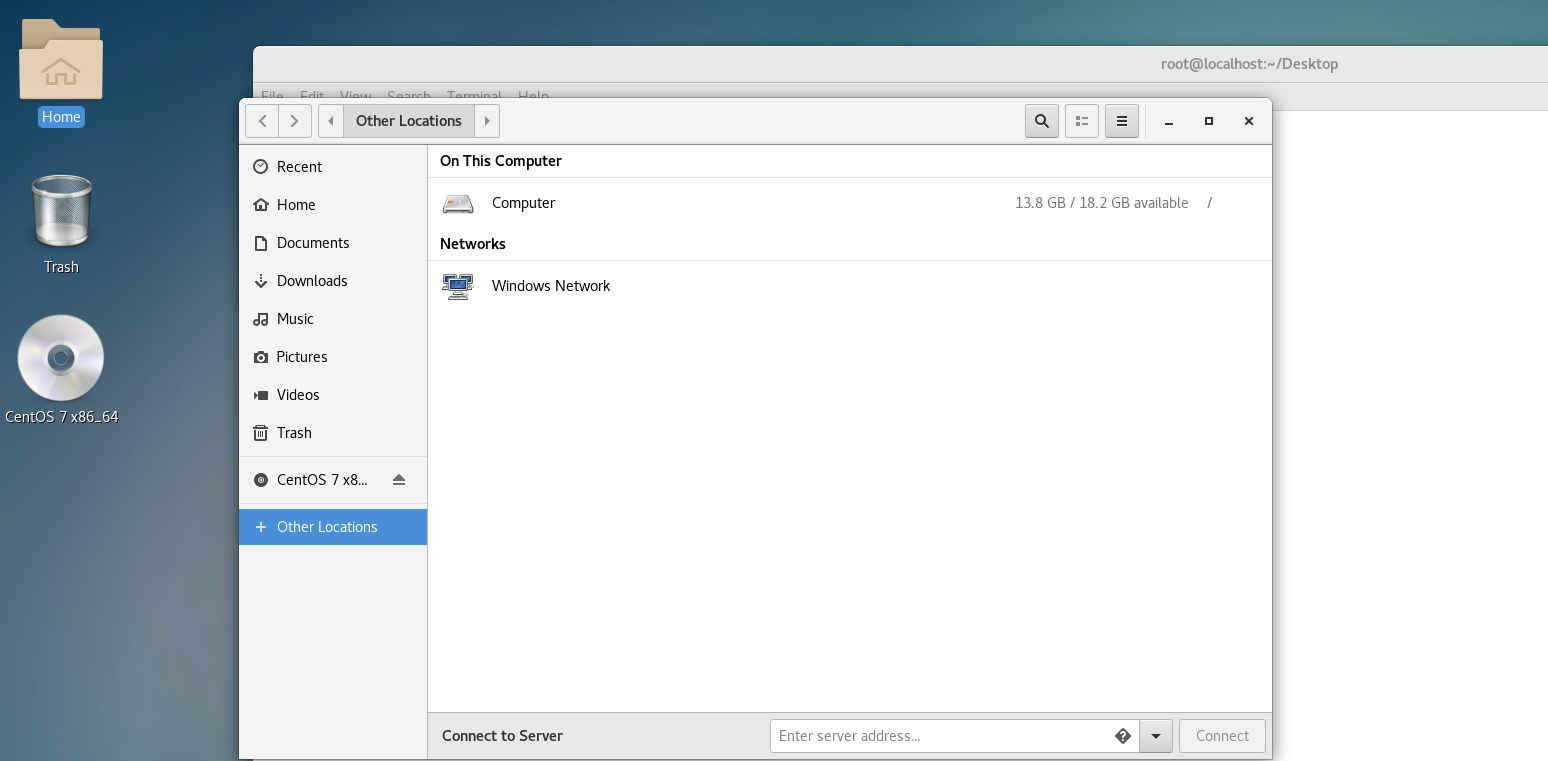 root@localhost:~/Desktop
File Edit View Search Terminal Help
Home
Trash
CentOS 7 x86_64
Other Locations
Recent
Home
Documents
Downloads
Music
Pictures
Videos
Trash
CentOS 7 x8...
Other Locations
On This Computer
Computer 13.8 GB / 18.2 GB available /
Networks
Windows Network
Connect to Server Enter server address... Connect